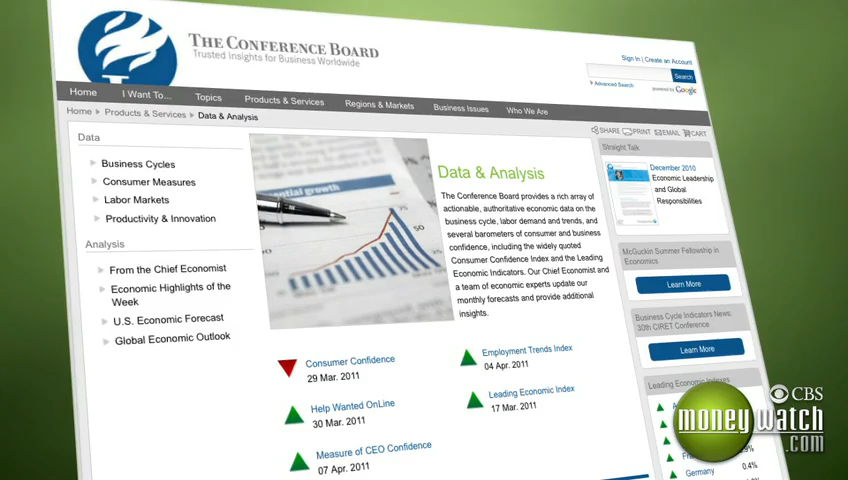 THE CONFERENCE BOARD
Trusted Insights for Business Worldwide
Sign In | Create an Account
Search
Advanced Search
powered by Google
Home
I Want To...
Topics
Products & Services
Regions & Markets
Business Issues
Who We Are
Home
Products & Services
Data & Analysis
SHARE
PRINT
EMAIL
CART
Data
Business Cycles
Consumer Measures
Labor Markets
Productivity & Innovation
Analysis
From the Chief Economist
Economic Highlights of the
Week
U.S. Economic Forecast
Global Economic Outlook
ential growth
75
50
Data & Analysis
The Conference Board provides a rich array of
actionable, authoritative economic data on the
business cycle, labor demand and trends, and
several barometers of consumer and business
confidence, including the widely quoted
Consumer Confidence Index and the Leading
Economic Indicators. Our Chief Economist and
a team of economic experts update our
monthly forecasts and provide additional
insights.
Straight Talk
December 2010
Economic Leadership
and Global
Responsibilities
McGuckin Summer Fellowship in
Economics
Learn More
Business Cycle Indicators News:
30th CIRET Conference
Learn More
Leading Economic Indexes
Germany
0.4%
Consumer Confidence
29 Mar. 2011
Help Wanted OnLine
30 Mar. 2011
Measure of CEO Confidence
07 Apr. 2011
Employment Trends Index
04 Apr. 2011
Leading Economic Index
17 Mar. 2011
CBS
moneywatch
.com